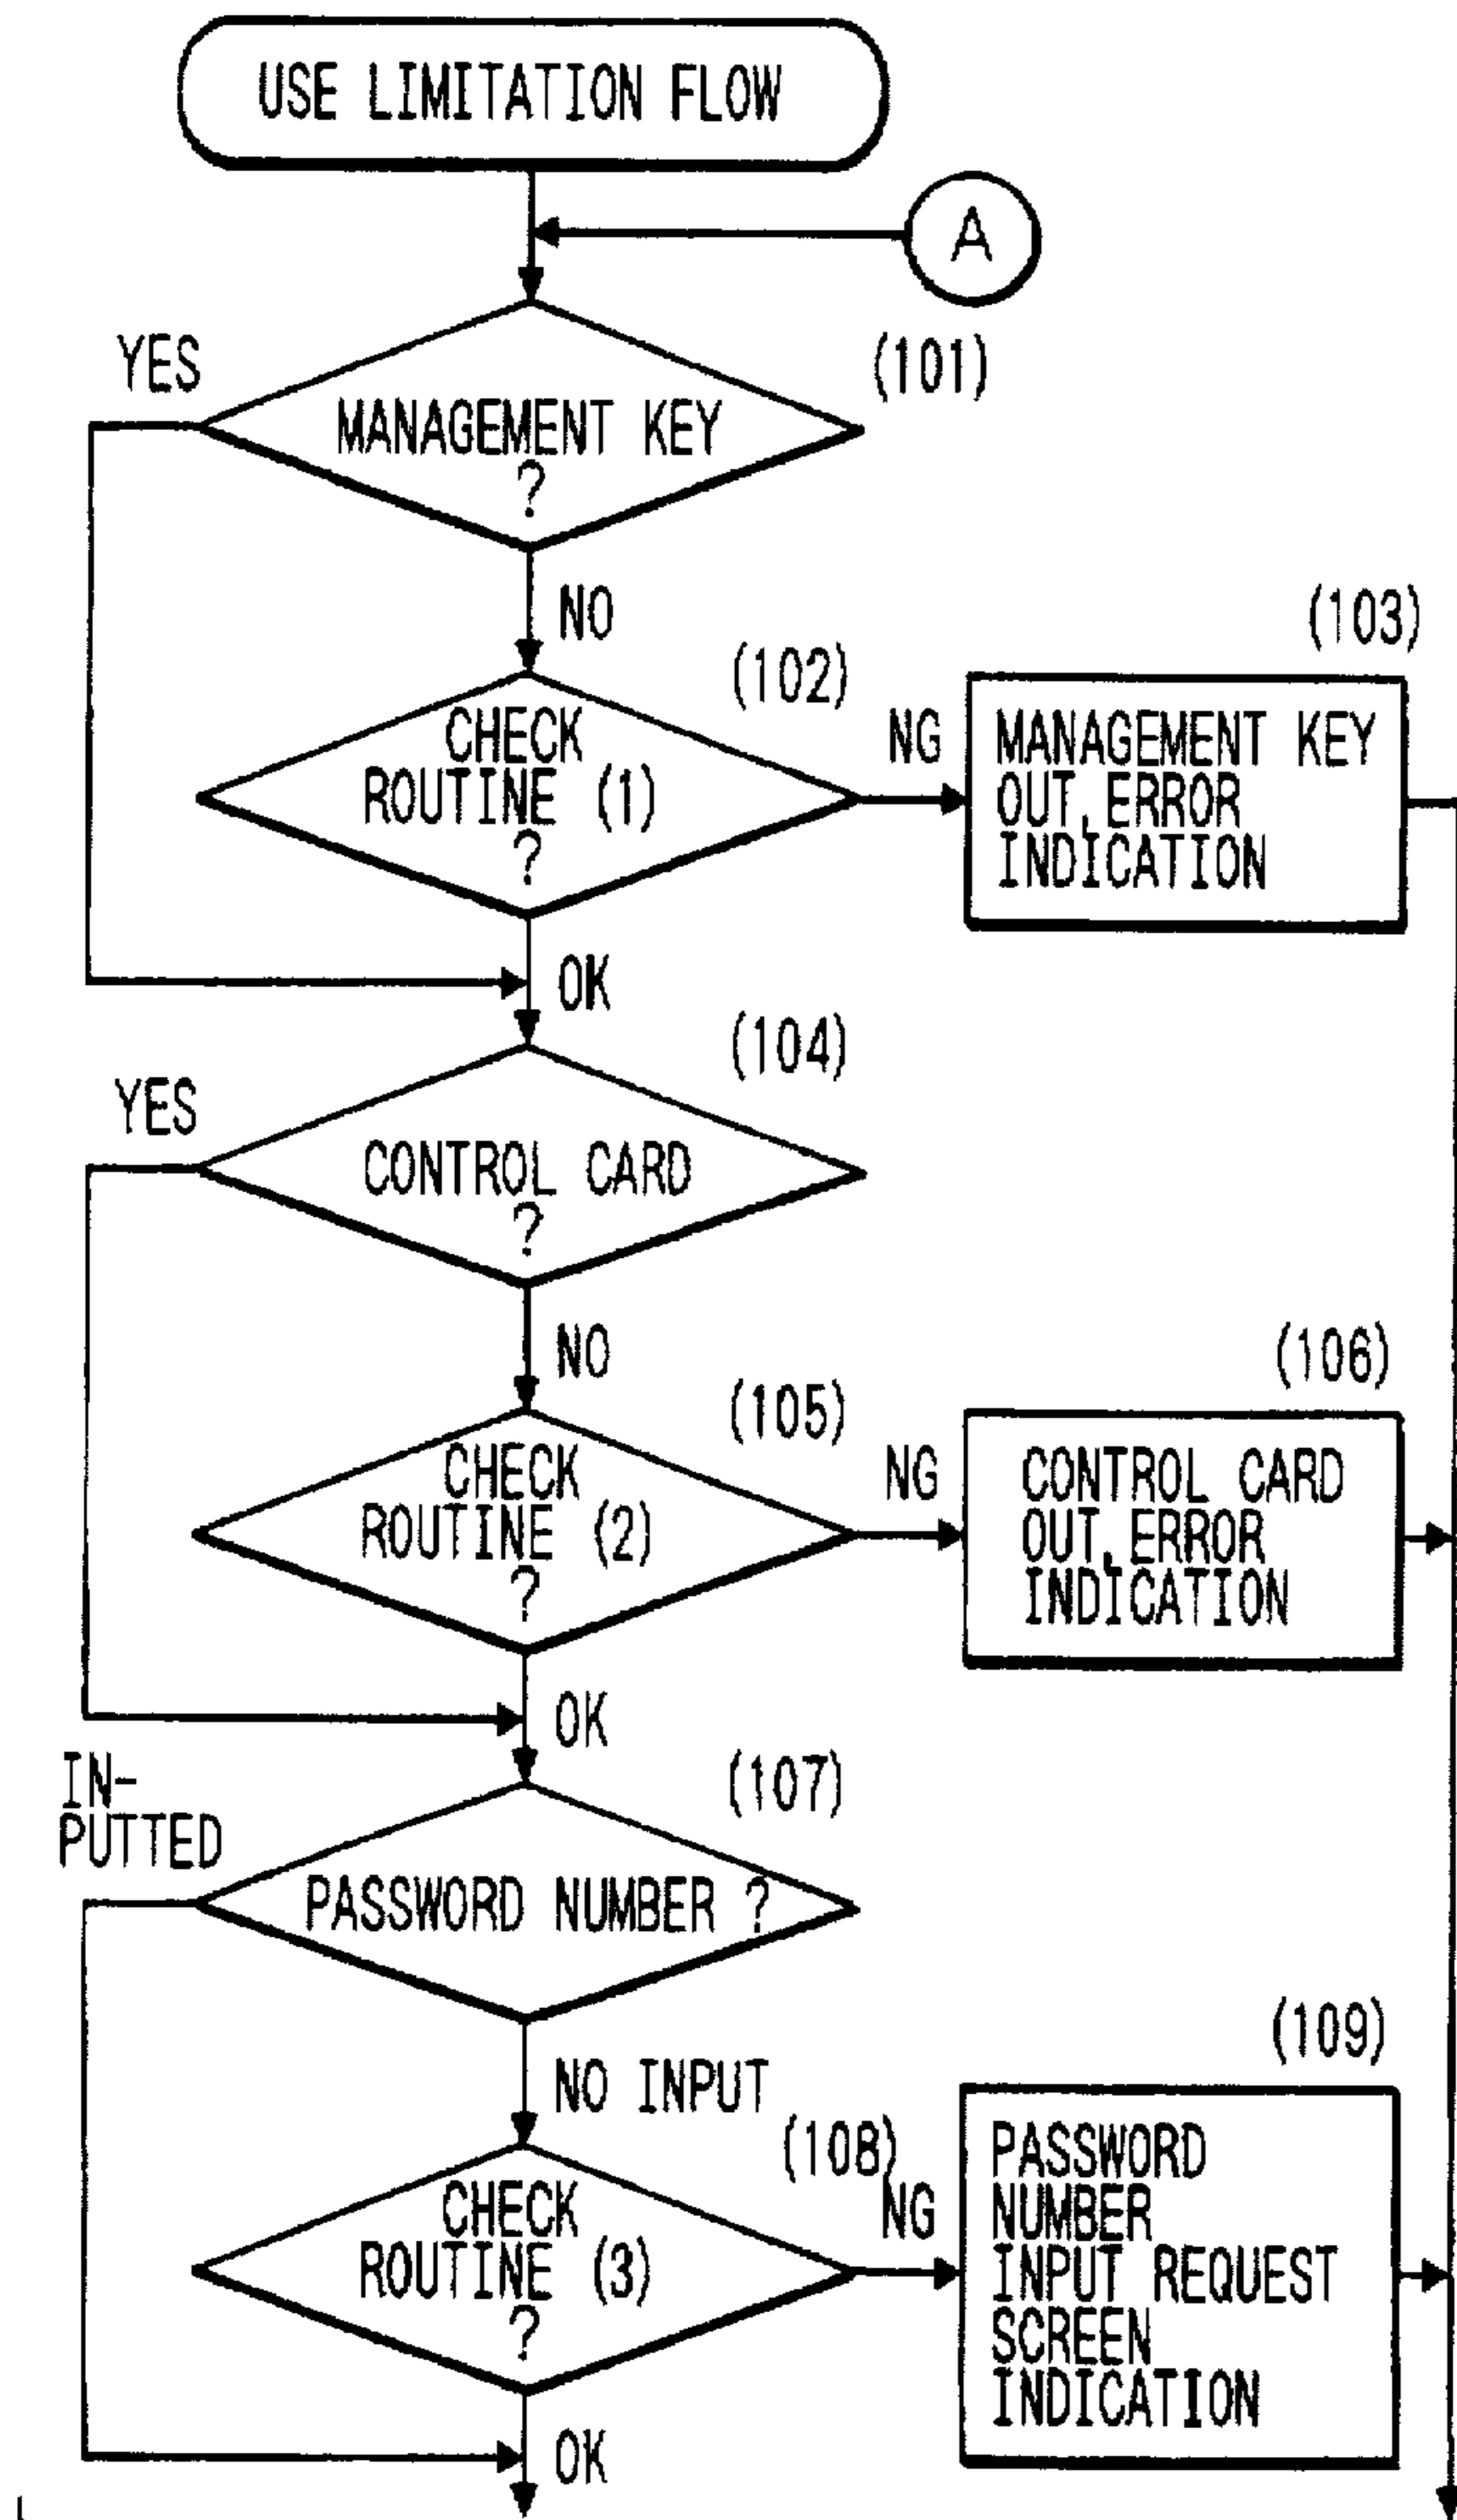 USE LIMITATION FLOW
A
YES
(101)
MANAGEMENT KEY
?
NO
(102)
(103)
CHECK
ROUTINE (1)
?
NG
MANAGEMENT KEY
OUT,ERROR
INDICATION
OK
(104)
YES
CONTROL CARD
?
NO
(105)
(106)
CHECK
ROUTINE (2)
?
NG
CONTROL CARD
OUT,ERROR
INDICATION
OK
(107)
IN-
PUTTED
PASSWORD NUMBER ?
NO INPUT
(108)
(109)
CHECK
ROUTINE (3)
?
NG
PASSWORD
NUMBER
INPUT REQUEST
SCREEN
INDICATION
OK